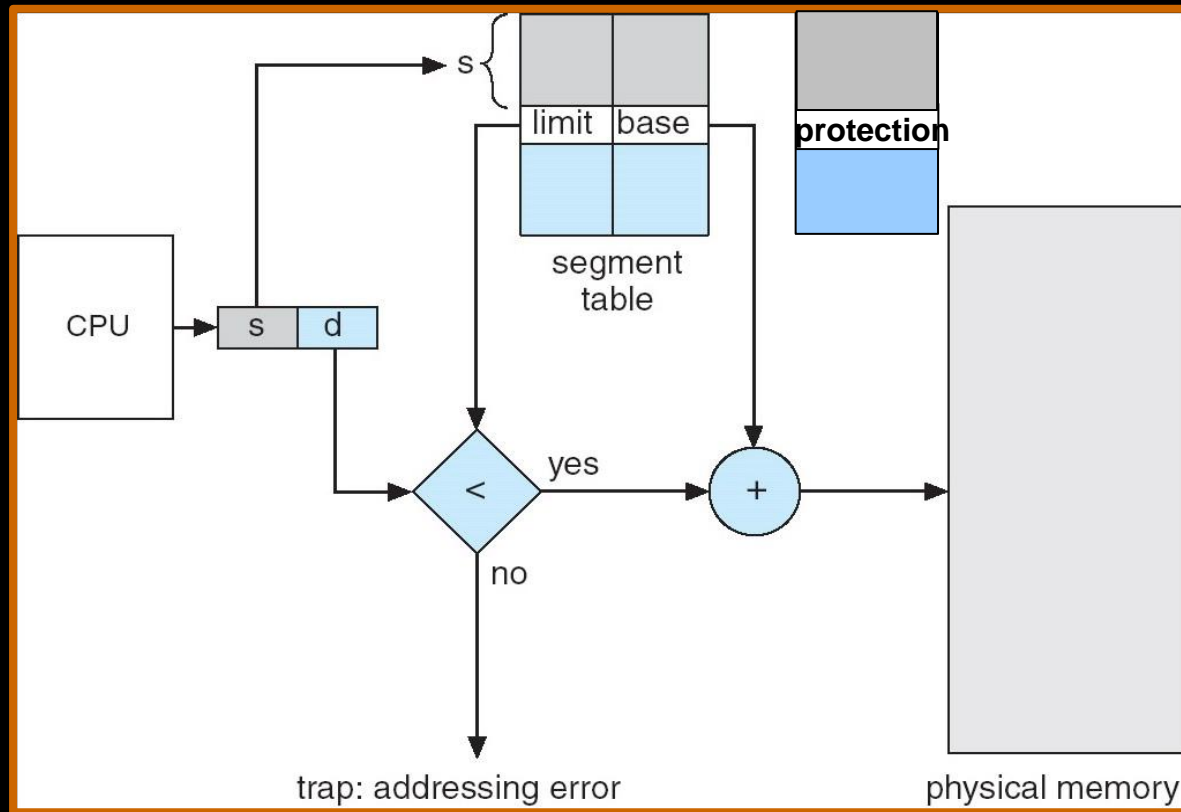 s
limit base
protection
segment
table
CPU
s d
<
yes
+
no
trap: addressing error
physical memory